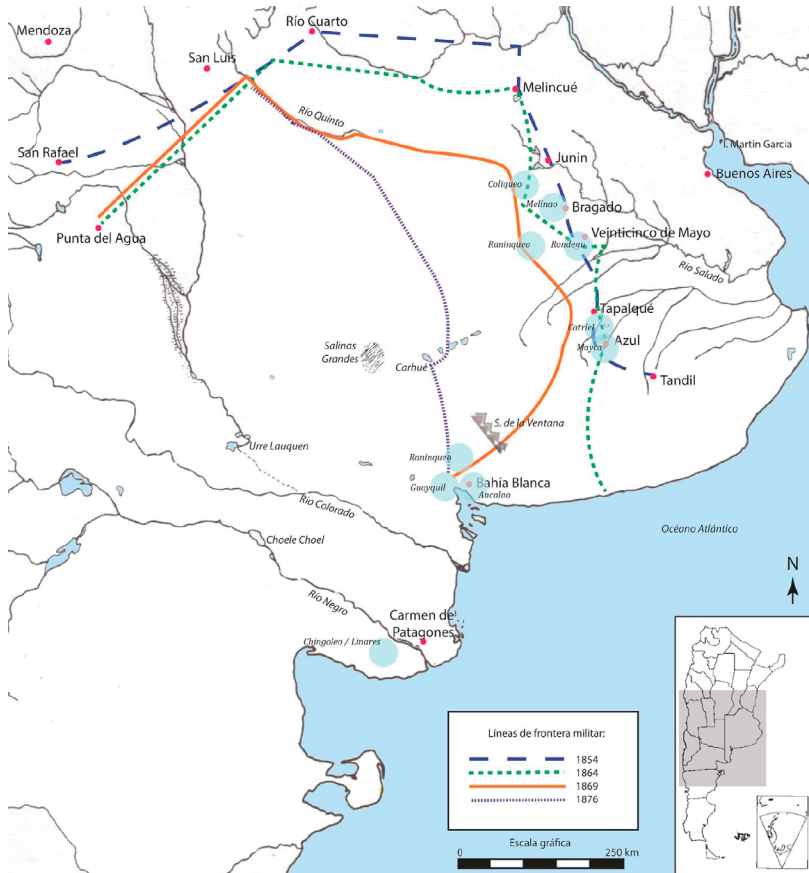 Río Cuarto
Mendoza
San Luis
Melincué
Río Quinto
I. Martin Garcia
San Rafael
Junin
Buenos Aires
Coliqueo
Melinao
Bragado
Punta del Agua
Raninqueo
Rondeau
Veinticinco de Mayo
Río Salado
Tapalqué
Catriel
Salinas
Grandes
Mayca
Azul
Carhué
Tandil
S. de la Ventana
Urre Lauquen
Raninqueo
Guayquil
Bahía Blanca
Ancalao
Río Colorado
Océano Atlántico
Choele Choel
N
Río Negro
Carmen de
Patagones
Chingoleo / Linares
Líneas de frontera militar:
1854
1864
1869
1876
Escala gráfica
0
250 km